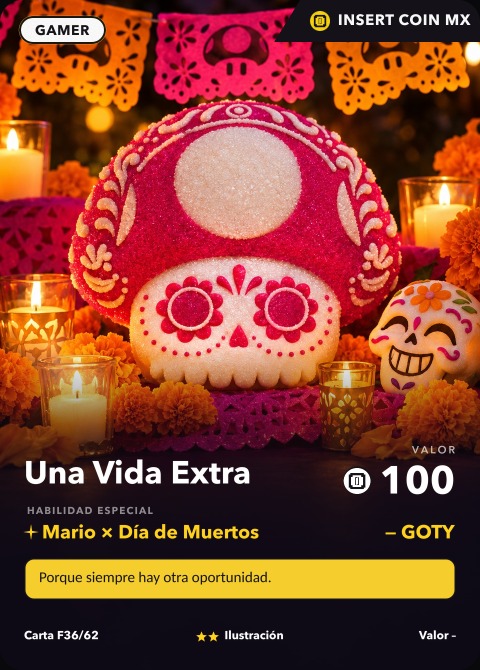 GAMER
INSERT COIN MX
VALOR
Una Vida Extra
100
HABILIDAD ESPECIAL
Mario × Día de Muertos
– GOTY
Porque siempre hay otra oportunidad.
Carta F36/62
Ilustración
Valor –